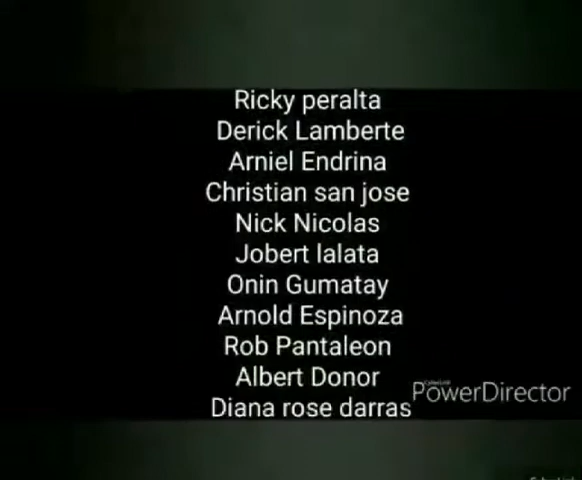 Ricky peralta
Derick Lamberte
Arniel Endrina
Christian san jose
Nick Nicolas
Jobert lalata
Onin Gumatay
Arnold Espinoza
Rob Pantaleon
Albert Donor
CyberLink
PowerDirector
Diana rose darras